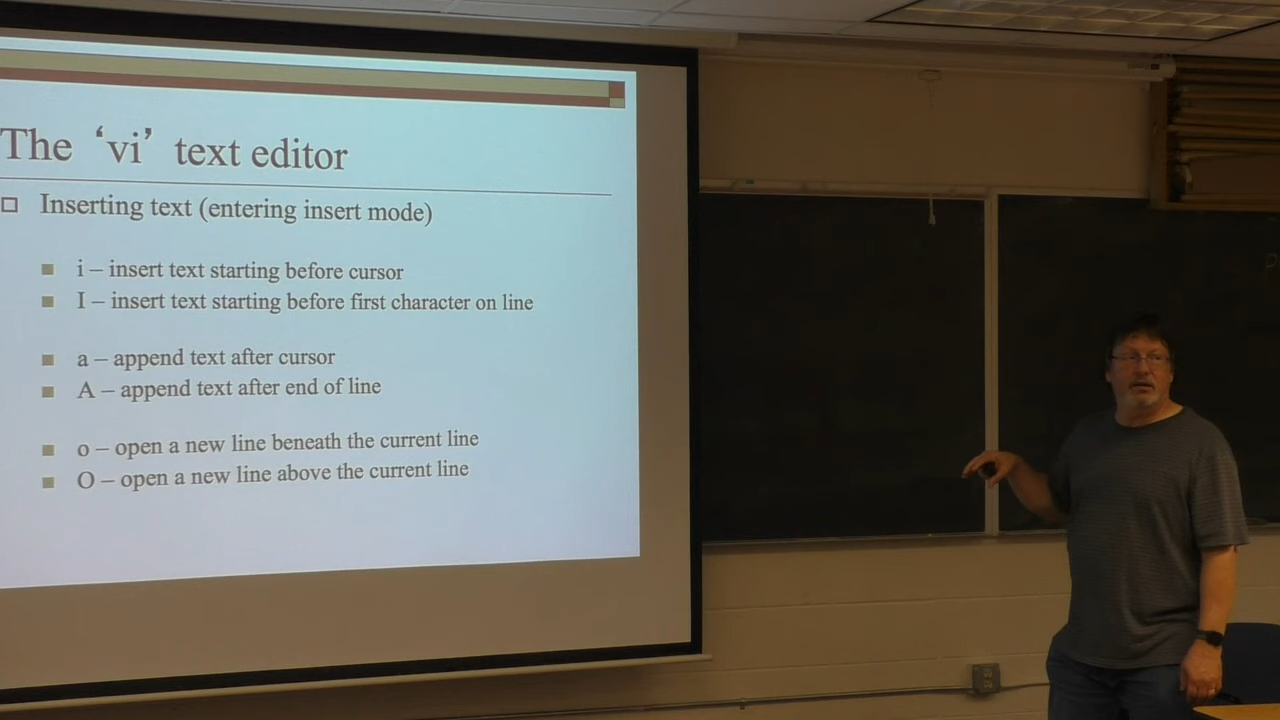 The ‘vi’ text editor
Inserting text (entering insert mode)
i – insert text starting before cursor
I – insert text starting before first character on line
a – append text after cursor
A – append text after end of line
o – open a new line beneath the current line
O – open a new line above the current line